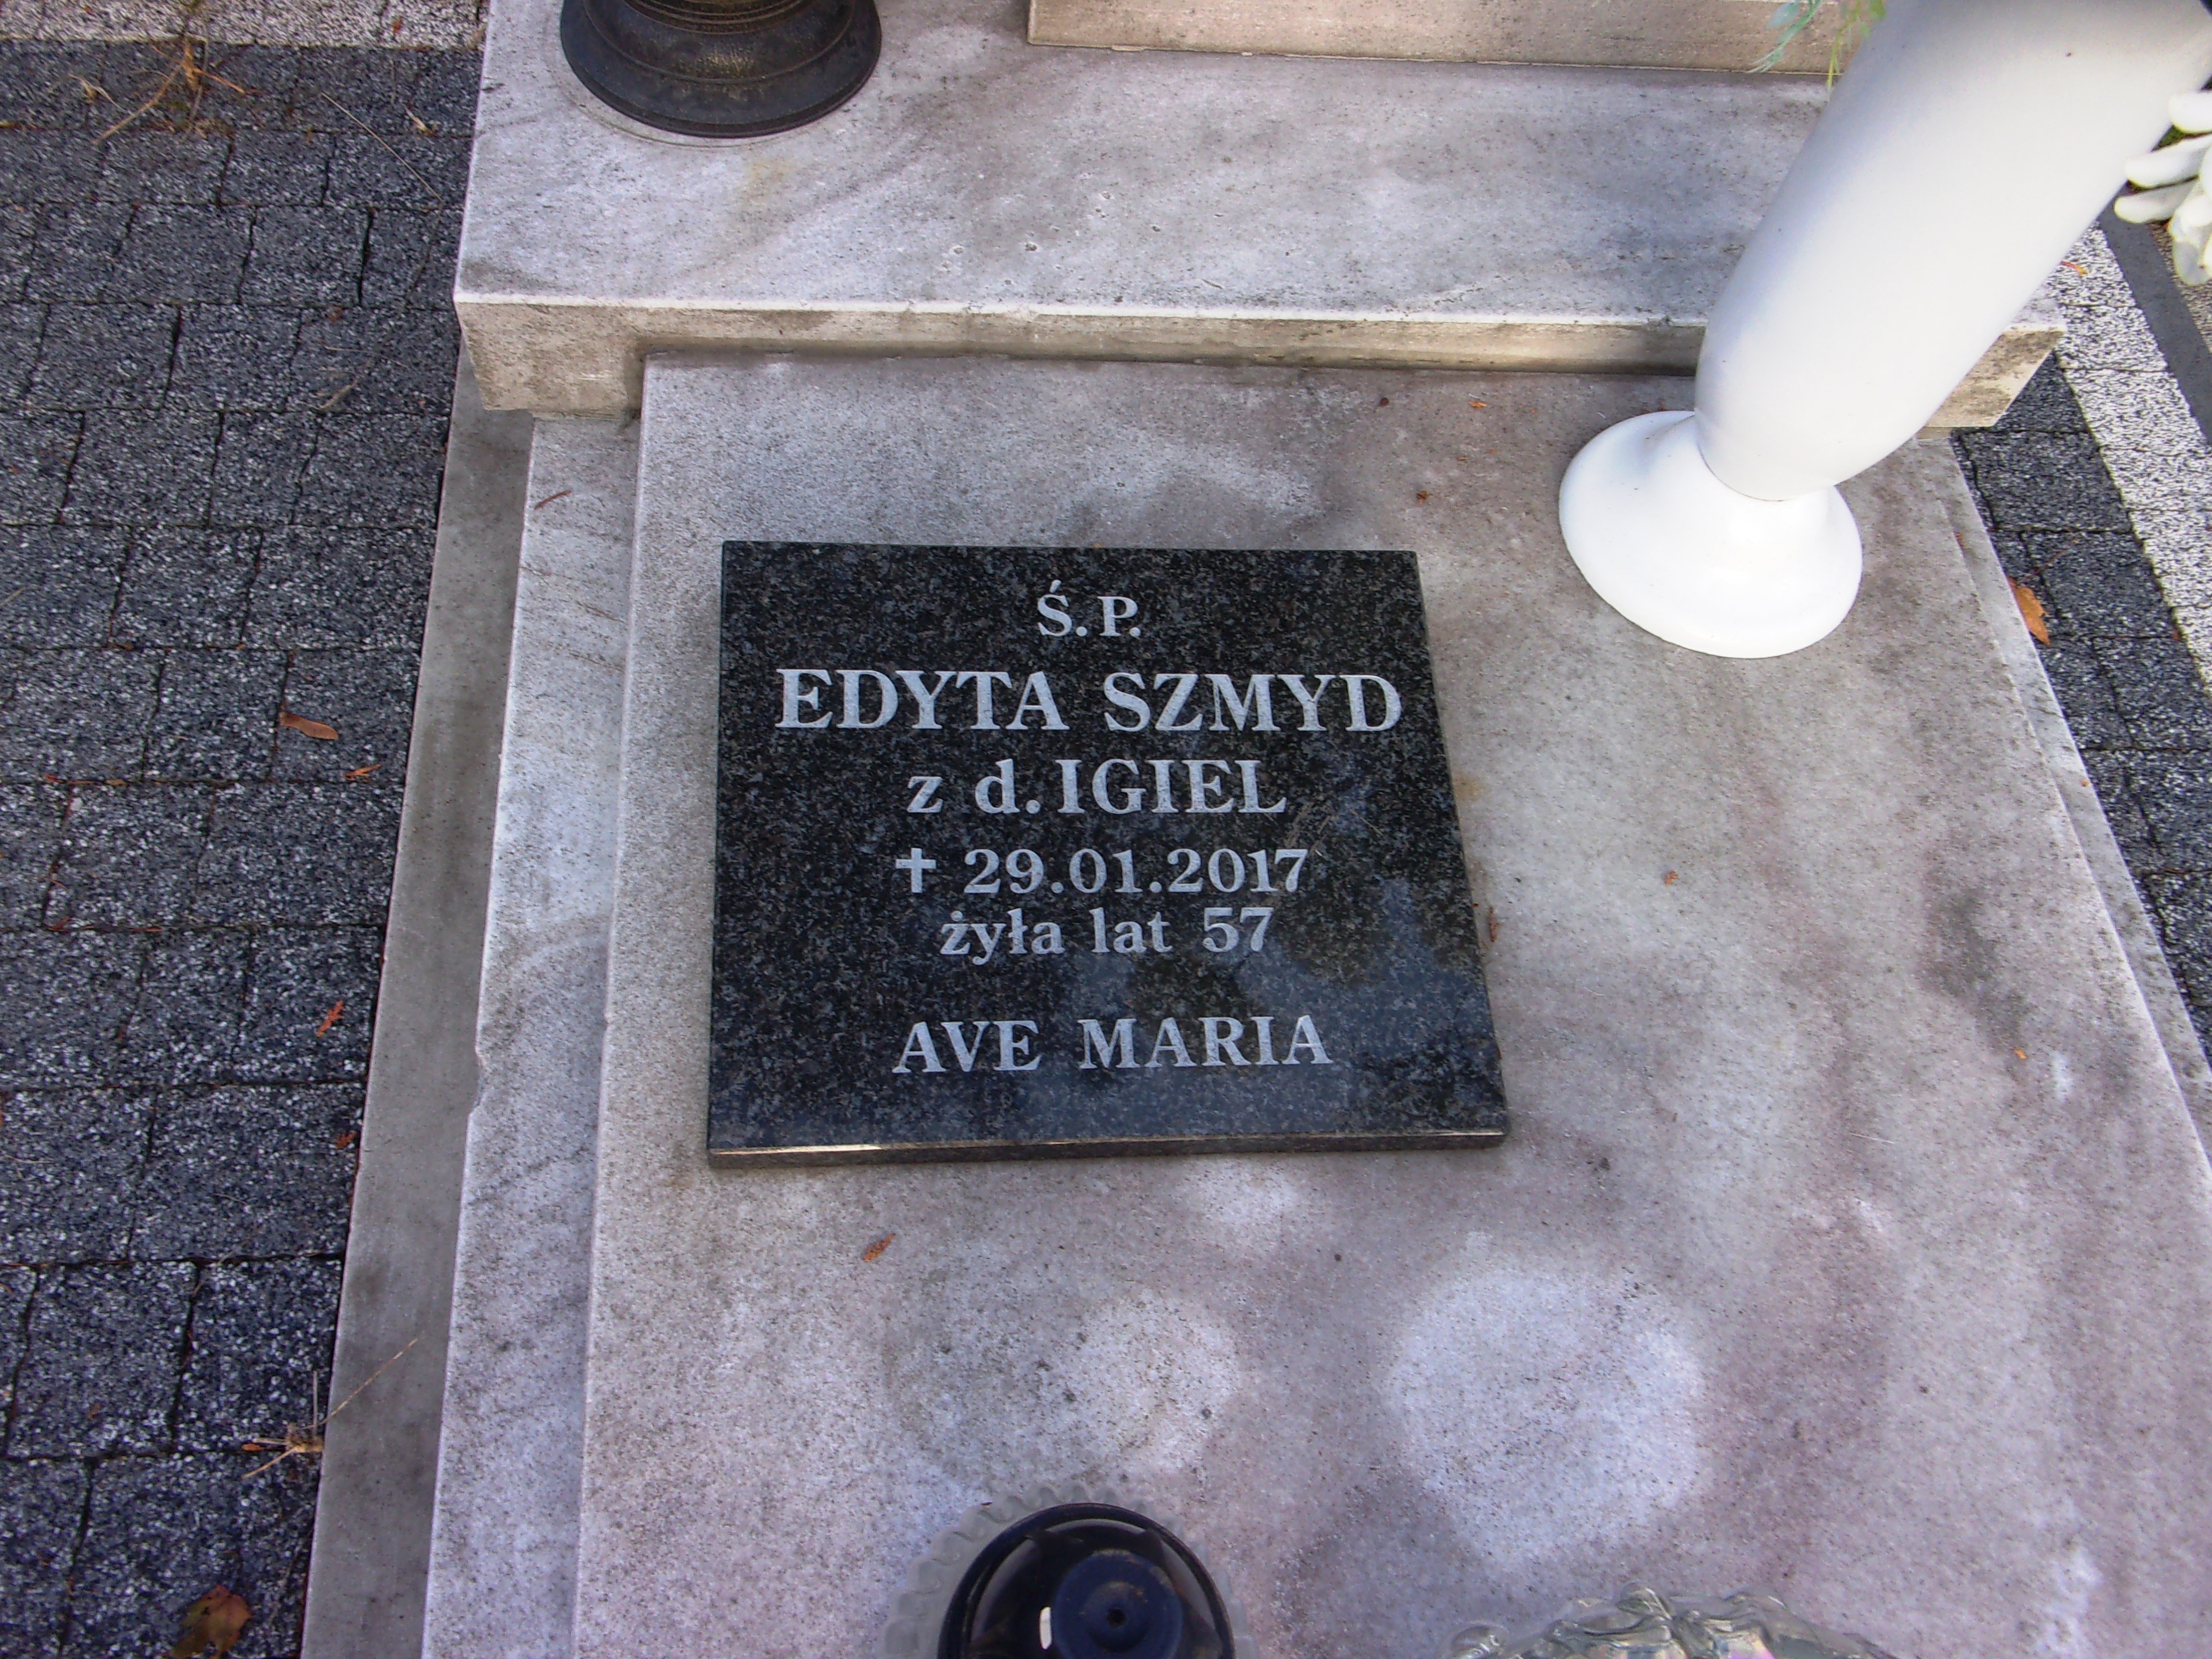 Ś.P.
EDYTA SZMYD
z d. IGIEL
✝ 29.01.2017
żyła lat 57
AVE MARIA